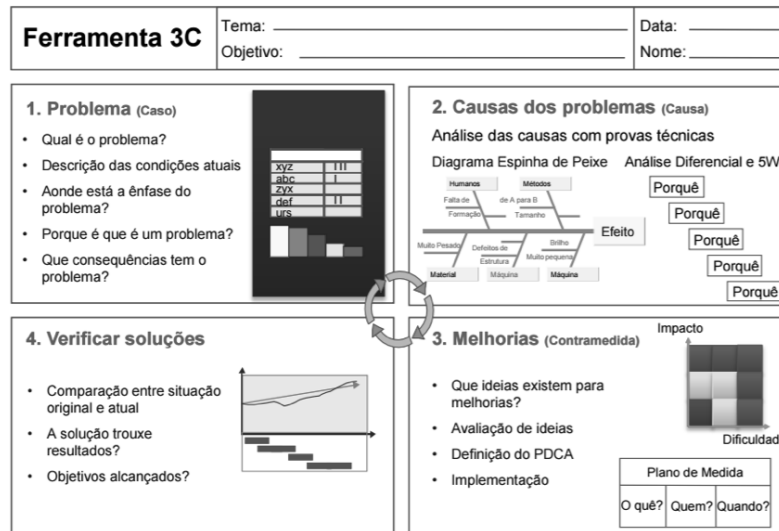 Ferramenta 3C
Tema:
Objetivo:
Data:
Nome:
1. Problema (Caso)
• Qual é o problema?
• Descrição das condições atuais
• Aonde está a ênfase do
problema?
• Porque é que é um problema?
• Que consequências tem o
problema?
xyz III
abc I
zyx
def II
urs
2. Causas dos problemas (Causa)
Análise das causas com provas técnicas
Diagrama Espinha de Peixe
Análise Diferencial e 5W
Humanos
Métodos
Falta de
Formação
de A para B
Tamanho
Efeito
Muito Pesado
Defeitos de
Estrutura
Brilho
Muito pequena
Material
Máquina
Máquina
Porquê
Porquê
Porquê
Porquê
Porquê
4. Verificar soluções
• Comparação entre situação
original e atual
• A solução trouxe
resultados?
• Objetivos alcançados?
3. Melhorias (Contramedida)
• Que ideias existem para
melhorias?
• Avaliação de ideias
• Definição do PDCA
• Implementação
Impacto
Dificuldad
Plano de Medida
O quê? Quem? Quando?